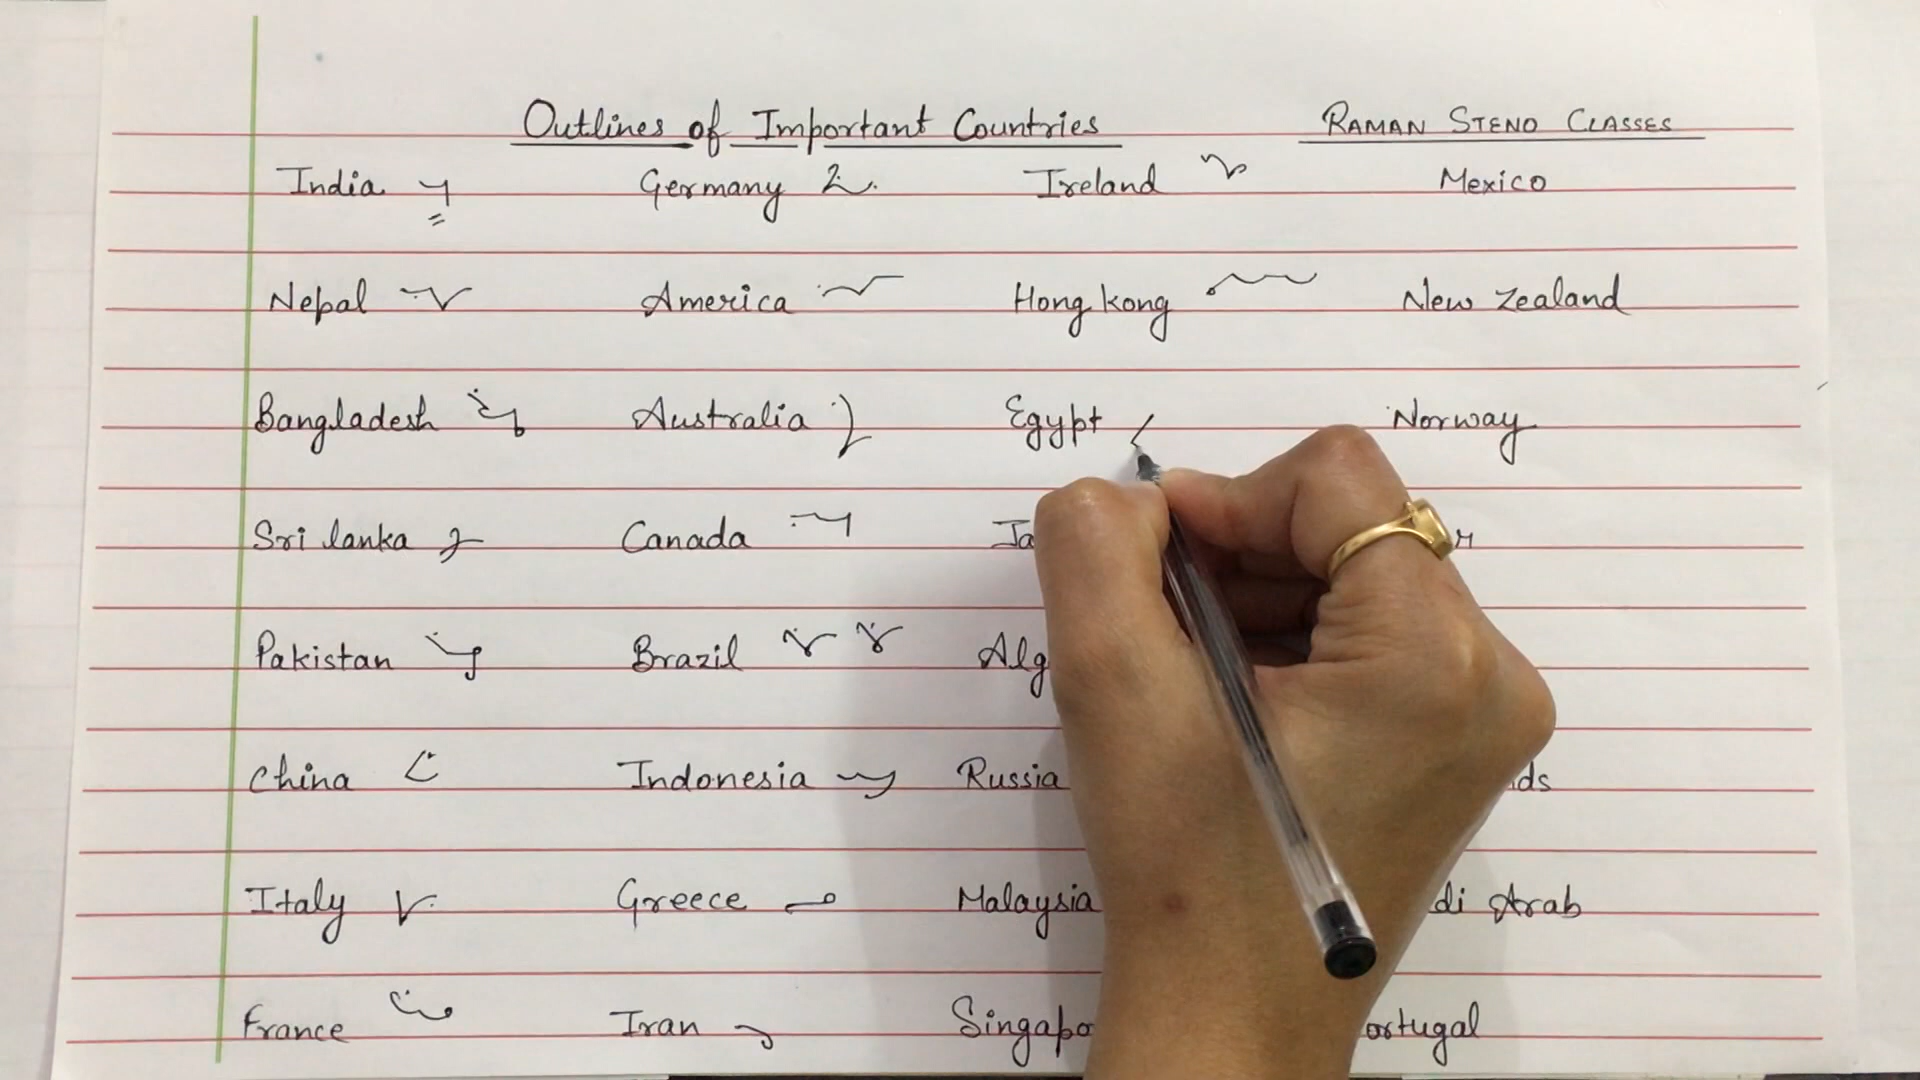 Outlines of Important Countries RAMAN STENO CLASSES
India Germany Ireland Mexico
Nepal America Hong kong New Zealand
Bangladesh Australia Egypt Norway
Sri lanka Canada
Pakistan Brazil
China Indonesia Russia
Italy Greece Malaysia Arab
France Iran